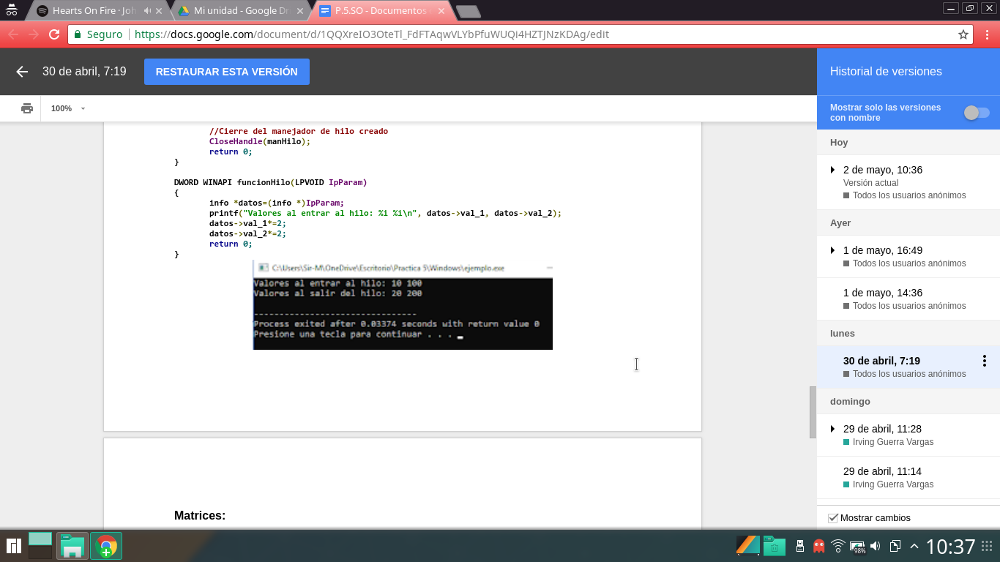 Hearts On Fire · Joh
Mi unidad - Google Dr
P.5.SO - Documentos
Seguro
https://docs.google.com/document/d/1QQXreIO3OteTl_FdFTAqwVLYbPfuWUQi4HZTJNzKDAg/edit
30 de abril, 7:19
RESTAURAR ESTA VERSIÓN
100%
//Cierre del manejador de hilo creado
CloseHandle(manHilo);
return 0;
}
DWORD WINAPI funcionHilo(LPVOID IpParam)
{
info *datos=(info *)IpParam;
printf("Valores al entrar al hilo: %i %i\n", datos->val_1, datos->val_2);
datos->val_1*=2;
datos->val_2*=2;
return 0;
}
C:\Users\Sir-M\OneDrive\Escritorio\Practica 5\Windows\ejemplo.exe
Valores al entrar al hilo: 10 100
Valores al salir del hilo: 20 200
--------------------------------
Process exited after 0.03374 seconds with return value 0
Presione una tecla para continuar . . .
Matrices:
Historial de versiones
Mostrar solo las versiones
con nombre
Hoy
2 de mayo, 10:36
Versión actual
Todos los usuarios anónimos
Ayer
1 de mayo, 16:49
Todos los usuarios anónimos
1 de mayo, 14:36
Todos los usuarios anónimos
lunes
30 de abril, 7:19
Todos los usuarios anónimos
domingo
29 de abril, 11:28
Irving Guerra Vargas
29 de abril, 11:14
Irving Guerra Vargas
Mostrar cambios
98%
10:37